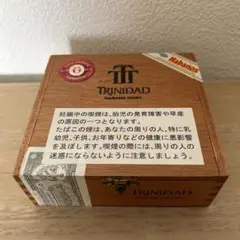 Habanos
TRINIDAD
妊娠中の喫煙は、胎児の発育障害や早産
の原因の一つとなります。
たばこの煙は、あなたの周りの人、特に乳
幼児、子供、お年寄りなどの健康に悪影響
を及ぼします。喫煙の際には、周りの人の
迷惑にならないように注意しましょう。
TRINIDAD